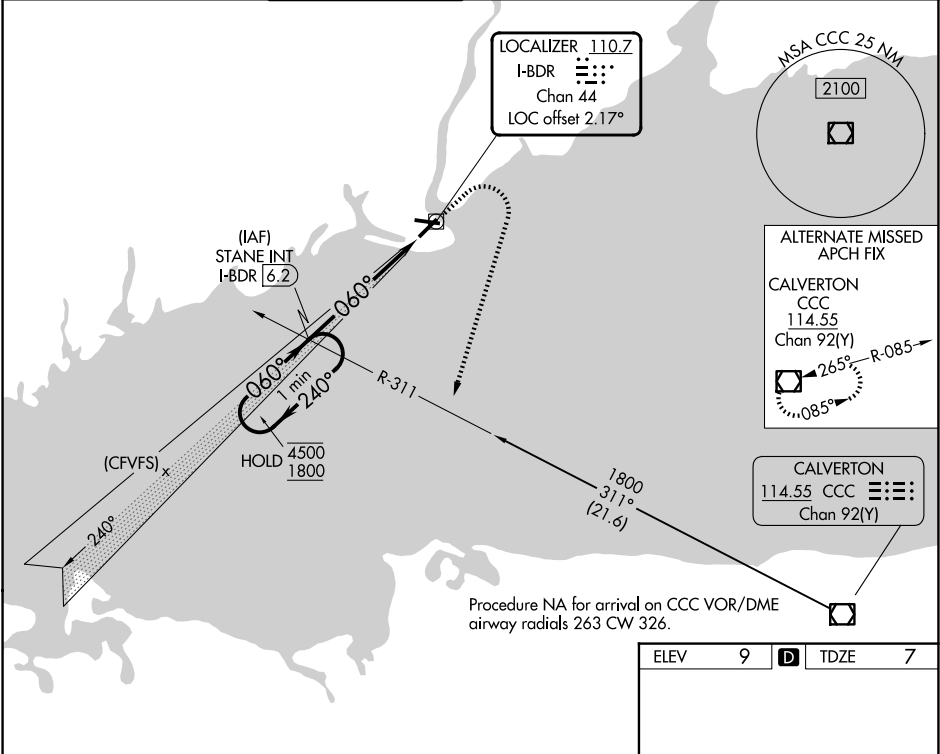 LOCALIZER 110.7
I-BDR
Chan 44
LOC offset 2.17°
MSA CCC 25 NM
2100
(IAF)
STANE INT
I-BDR 6.2
060°
060°
1 min
240°
HOLD 4500
1800
(CFVFS) x
240°
R-311
1800
311°
(21.6)
ALTERNATE MISSED
APCH FIX
CALVERTON
CCC
114.55
Chan 92(Y)
265°
R-085
085°
CALVERTON
114.55 CCC
Chan 92(Y)
Procedure NA for arrival on CCC VOR/DME
airway radials 263 CW 326.
ELEV 9 D TDZE 7